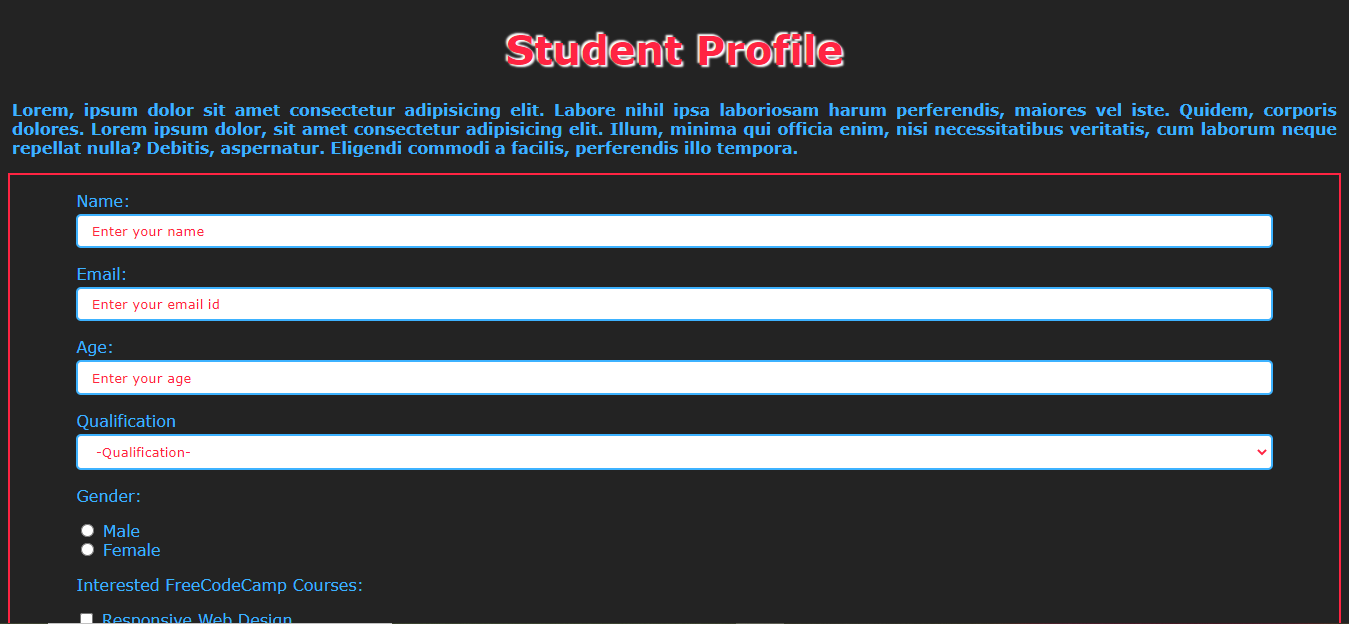 Student Profile
Lorem, ipsum dolor sit amet consectetur adipisicing elit. Labore nihil ipsa laboriosam harum perferendis, maiores vel iste. Quidem, corporis
dolores. Lorem ipsum dolor, sit amet consectetur adipisicing elit. Illum, minima qui officia enim, nisi necessitatibus veritatis, cum laborum neque
repellat nulla? Debitis, aspernatur. Eligendi commodi a facilis, perferendis illo tempora.
Name:
Enter your name
Email:
Enter your email id
Age:
Enter your age
Qualification
-Qualification-
Gender:
Male
Female
Interested FreeCodeCamp Courses:
Responsive Web Design